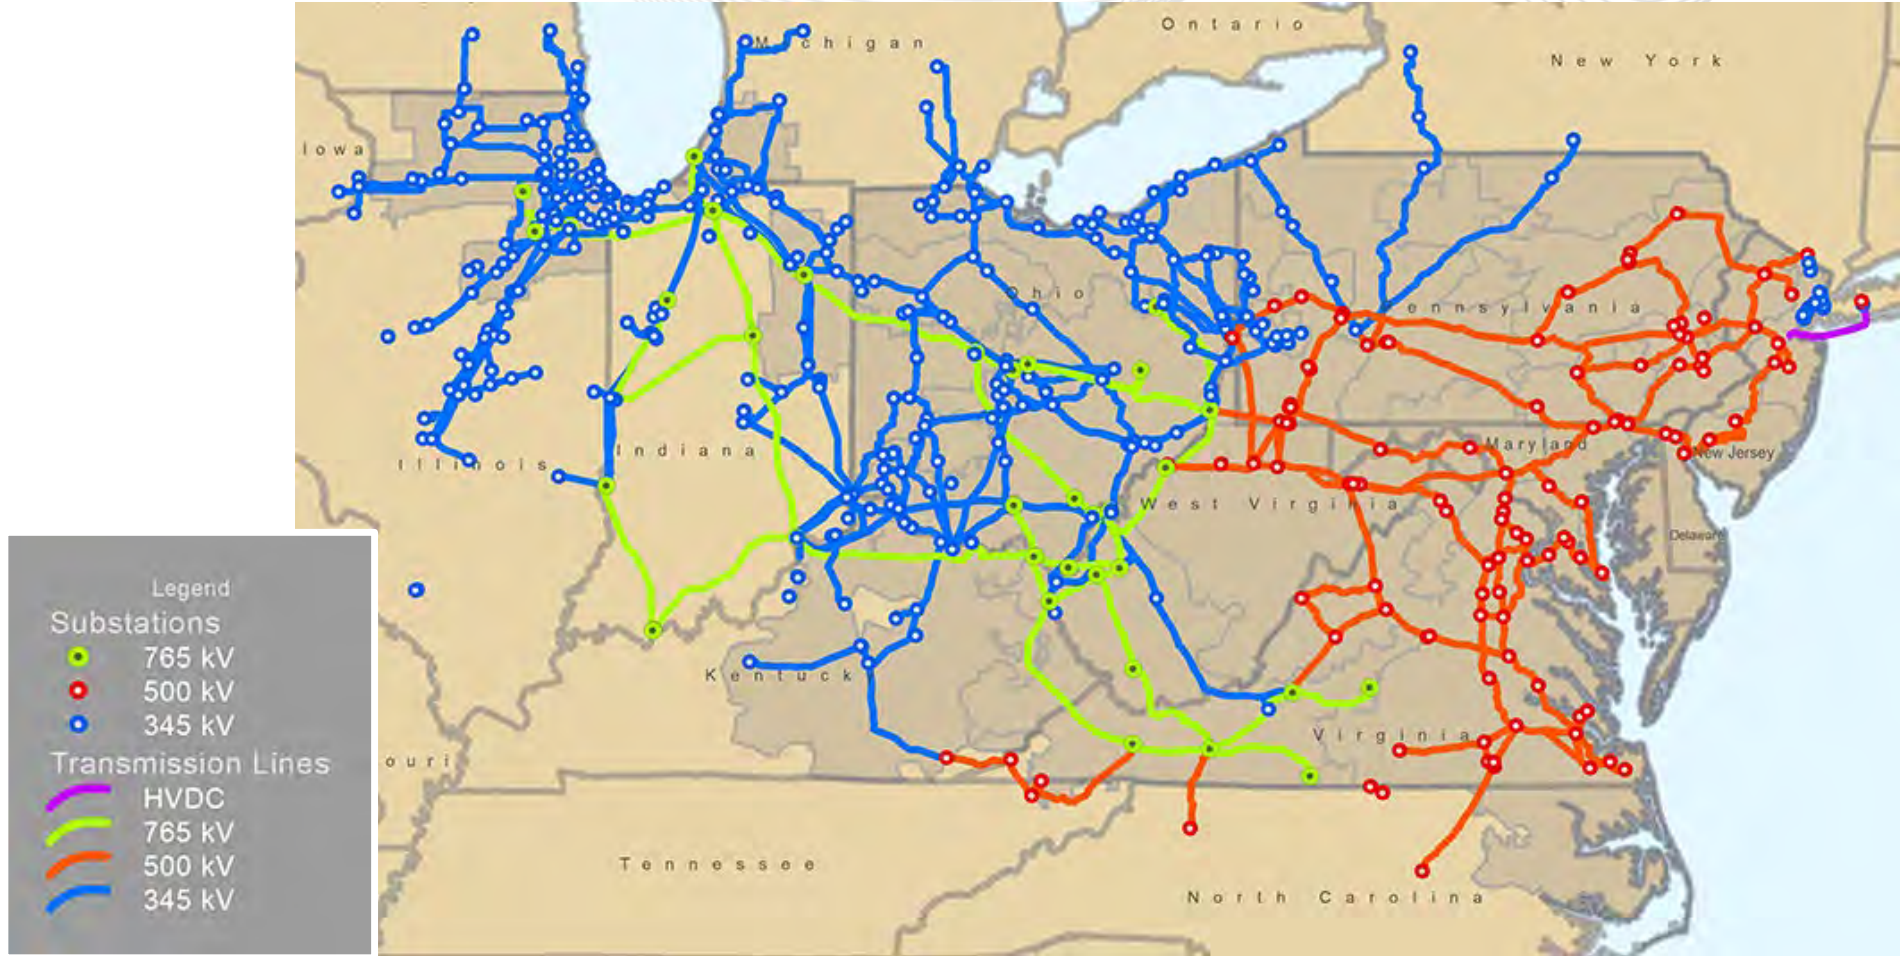 Ontario
Michigan
New York
Iowa
Ohio
Pennsylvania
Maryland
Illinois
Indiana
New Jersey
West Virginia
Delaware
Legend
Substations
765 kV
500 kV
345 kV
Transmission Lines
HVDC
765 kV
500 kV
345 kV
Kentucky
Virginia
ouri
Tennessee
North Carolina